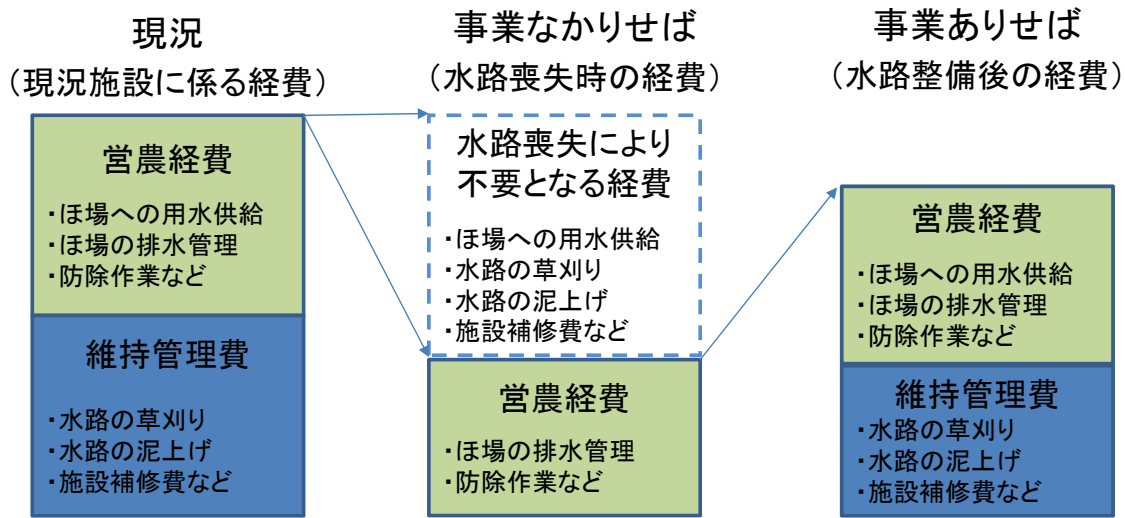 現況
（現況施設に係る経費）
営農経費
・ほ場への用水供給
・ほ場の排水管理
・防除作業など
維持管理費
・水路の草刈り
・水路の泥上げ
・施設補修費など
事業なかりせば
（水路喪失時の経費）
水路喪失により
不要となる経費
・ほ場への用水供給
・水路の草刈り
・水路の泥上げ
・施設補修費など
営農経費
・ほ場の排水管理
・防除作業など
事業ありせば
（水路整備後の経費）
営農経費
・ほ場への用水供給
・ほ場の排水管理
・防除作業など
維持管理費
・水路の草刈り
・水路の泥上げ
・施設補修費など